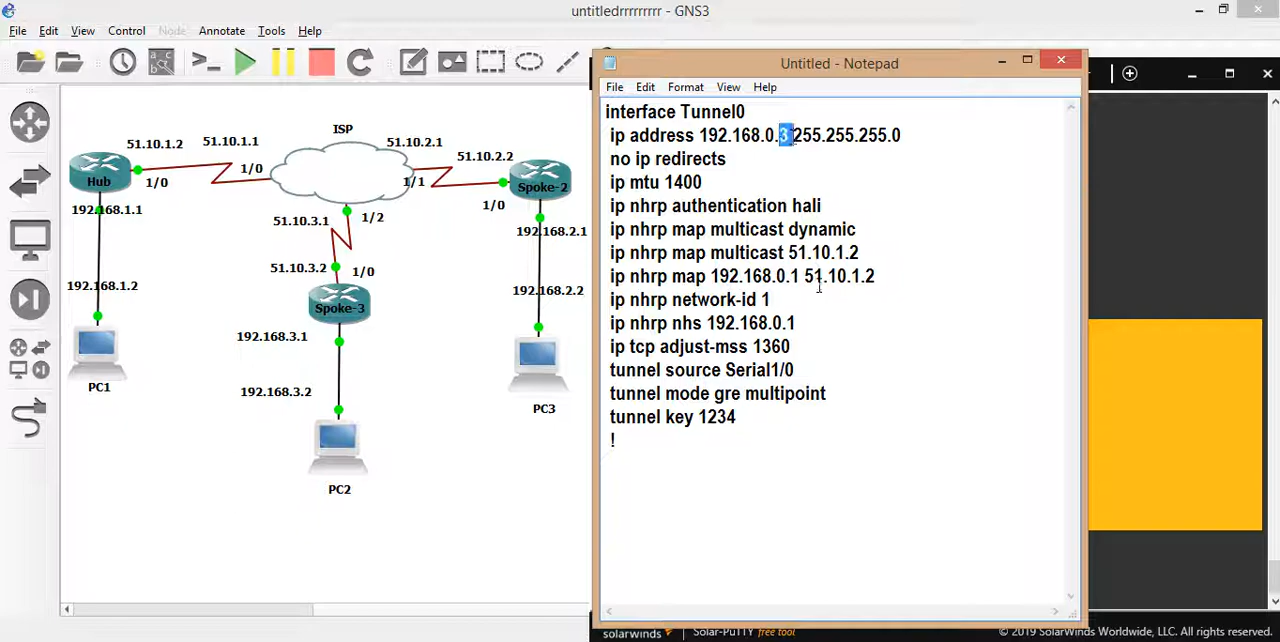 untitledrrrrrrrrr - GNS3
File Edit View Control Node Annotate Tools Help
ISP
51.10.1.2
51.10.1.1
51.10.2.1
51.10.2.2
Hub
1/0
1/0
1/1
1/0
Spoke-2
192.168.1.1
51.10.3.1
1/2
192.168.2.1
51.10.3.2
1/0
192.168.1.2
Spoke-3
192.168.2.2
192.168.3.1
PC1
192.168.3.2
PC3
PC2
Untitled - Notepad
File Edit Format View Help
interface Tunnel0
ip address 192.168.0.3 255.255.255.0
no ip redirects
ip mtu 1400
ip nhrp authentication hali
ip nhrp map multicast dynamic
ip nhrp map multicast 51.10.1.2
ip nhrp map 192.168.0.1 51.10.1.2
ip nhrp network-id 1
ip nhrp nhs 192.168.0.1
ip tcp adjust-mss 1360
tunnel source Serial1/0
tunnel mode gre multipoint
tunnel key 1234
!
solarwinds Solar-PuTTY free tool
© 2019 SolarWinds Worldwide, LLC. All rights reserved.